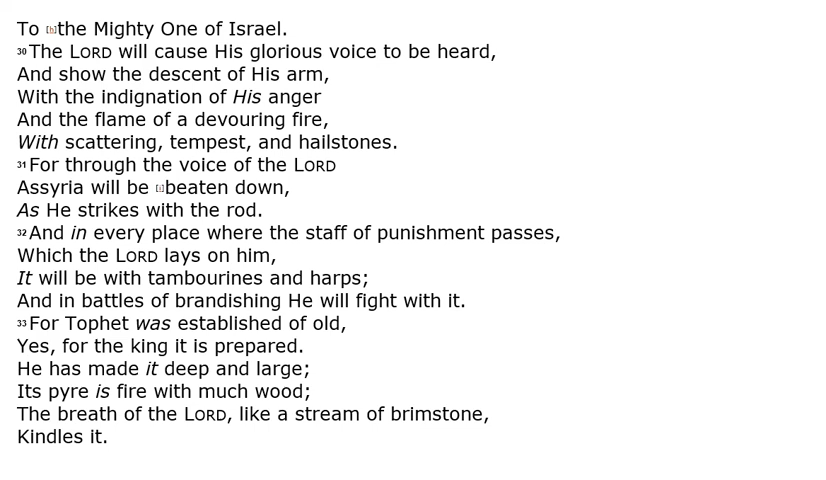 To [h]the Mighty One of Israel.
30 The LORD will cause His glorious voice to be heard,
And show the descent of His arm,
With the indignation of His anger
And the flame of a devouring fire,
With scattering, tempest, and hailstones.
31 For through the voice of the LORD
Assyria will be [i]beaten down,
As He strikes with the rod.
32 And in every place where the staff of punishment passes,
Which the LORD lays on him,
It will be with tambourines and harps;
And in battles of brandishing He will fight with it.
33 For Tophet was established of old,
Yes, for the king it is prepared.
He has made it deep and large;
Its pyre is fire with much wood;
The breath of the LORD, like a stream of brimstone,
Kindles it.